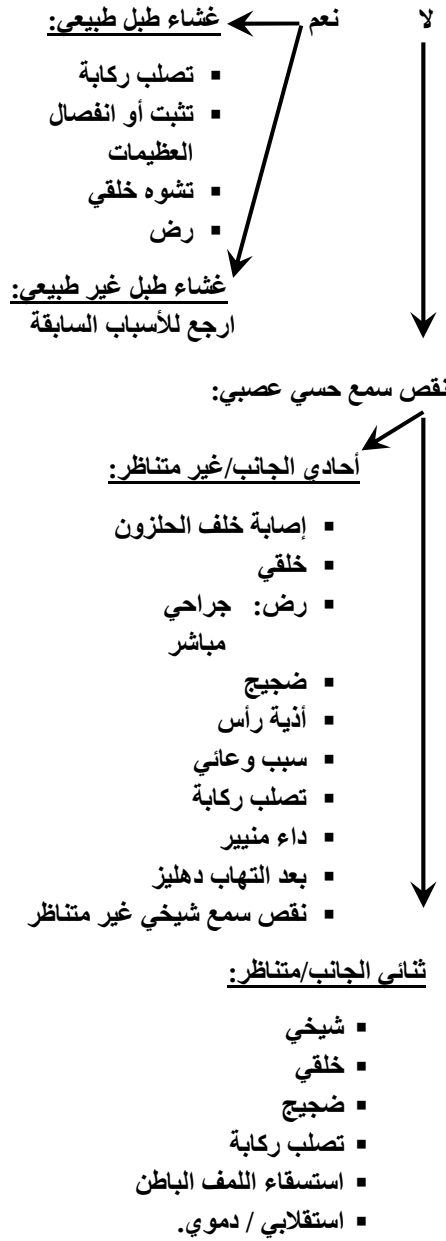 لا نعم غشاء طبل طبيعي:
▪ تصلب ركابة
▪ تثبت أو انفصال
العظيمات
▪ تشوه خلقي
▪ رض
غشاء طبل غير طبيعي:
ارجع للأسباب السابقة
نقص سمع حسي عصبي:
أحادي الجانب/غير متناظر:
▪ إصابة خلف الحلزون
▪ خلقي
▪ رض: جراحي
مباشر
▪ ضجيج
▪ أذية رأس
▪ سبب وعائي
▪ تصلب ركابة
▪ داء منيير
▪ بعد التهاب دهليز
▪ نقص سمع شيخي غير متناظر
ثنائي الجانب/متناظر:
▪ شيخي
▪ خلقي
▪ ضجيج
▪ تصلب ركابة
▪ استسقاء اللمف الباطن
▪ استقلابي / دموي.